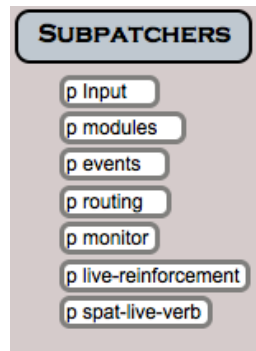 SUBPATCHERS
p Input
p modules
p events
p routing
p monitor
p live-reinforcement
p spat-live-verb